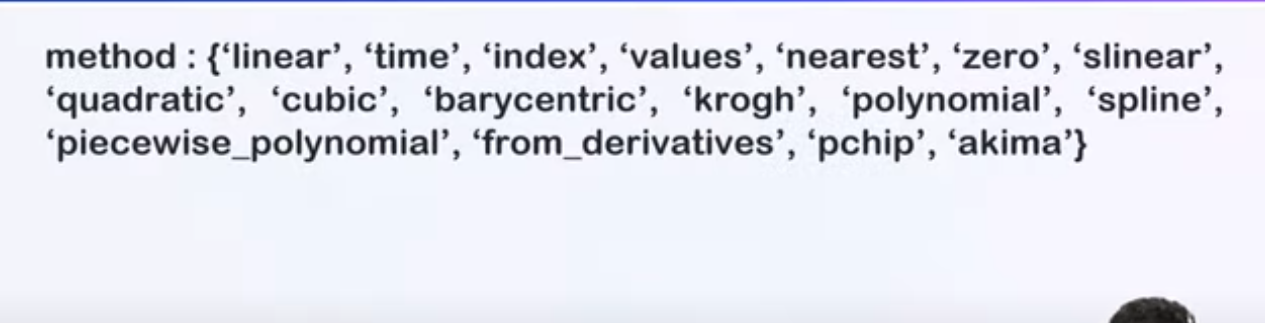 method : {‘linear’, ‘time’, ‘index’, ‘values’, ‘nearest’, ‘zero’, ‘slinear’,
‘quadratic’, ‘cubic’, ‘barycentric’, ‘krogh’, ‘polynomial’, ‘spline’,
‘piecewise_polynomial’, ‘from_derivatives’, ‘pchip’, ‘akima’}